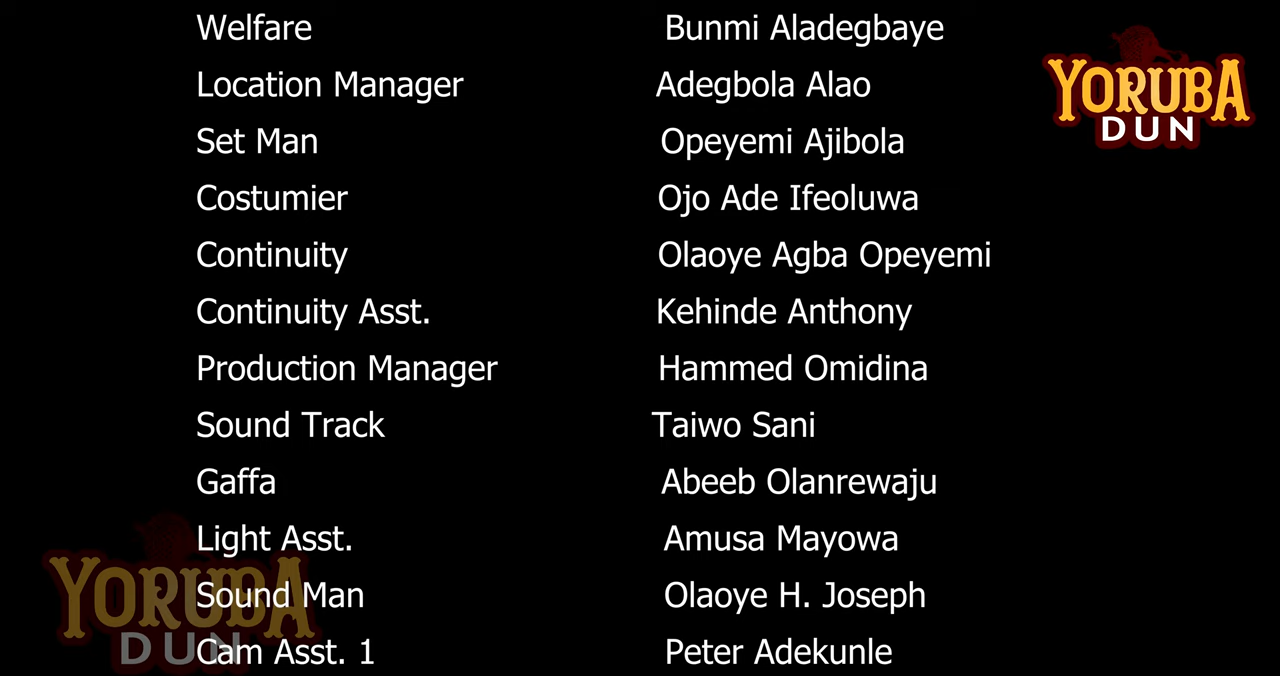 Welfare Bunmi Aladegbaye
Location Manager Adegbola Alao
Set Man Opeyemi Ajibola
Costumier Ojo Ade Ifeoluwa
Continuity Olaoye Agba Opeyemi
Continuity Asst. Kehinde Anthony
Production Manager Hammed Omidina
Sound Track Taiwo Sani
Gaffa Abeeb Olanrewaju
Light Asst. Amusa Mayowa
Sound Man Olaoye H. Joseph
Cam Asst. 1 Peter Adekunle
YORUBA
DUN
YORUBA
DUN